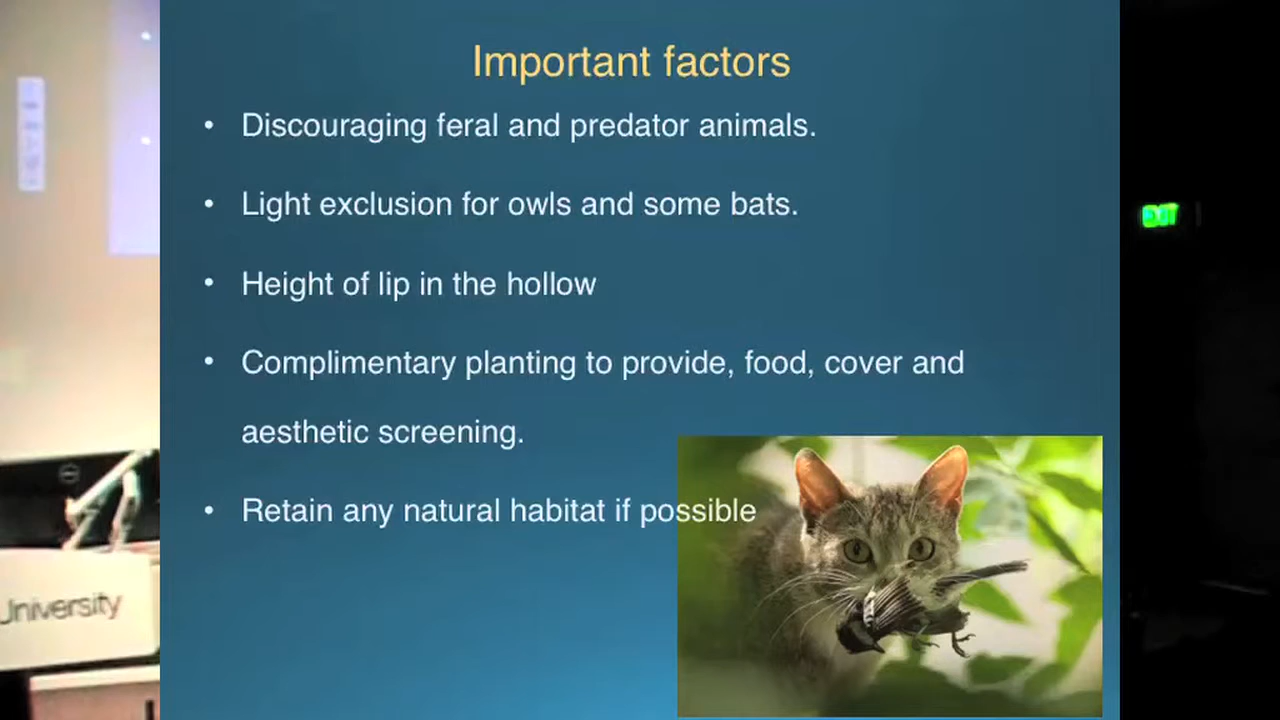 Important factors
• Discouraging feral and predator animals.
• Light exclusion for owls and some bats.
• Height of lip in the hollow
• Complimentary planting to provide, food, cover and
aesthetic screening.
• Retain any natural habitat if possible
University
EXIT